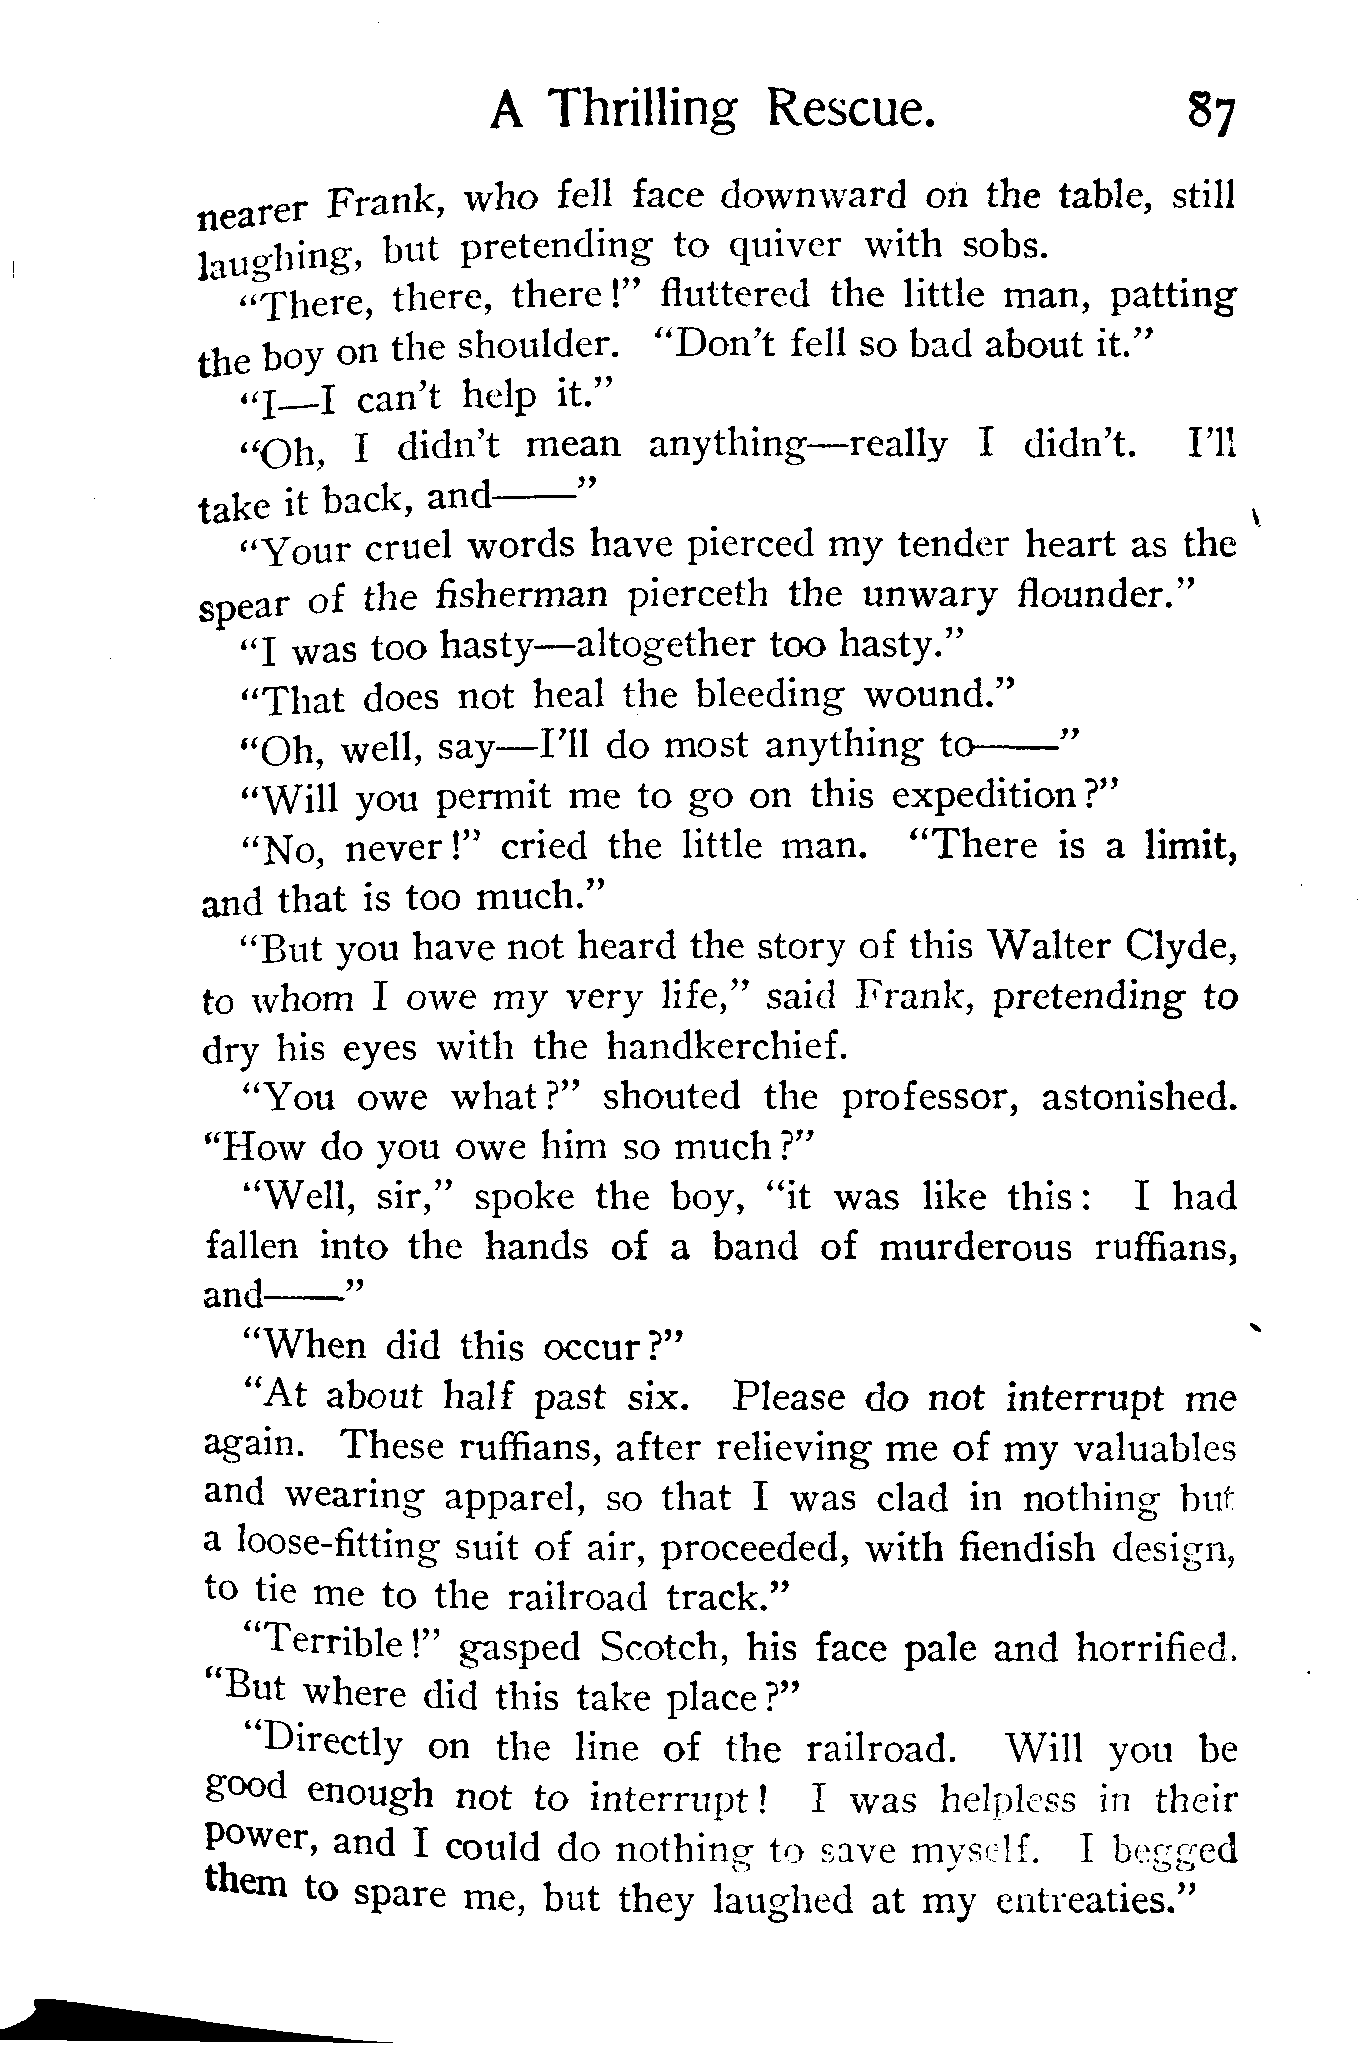 A Thrilling Rescue. 87
nearer Frank, who fell face downward on the table, still
laughing, but pretending to quiver with sobs.
“There, there, there!” fluttered the little man, patting
the boy on the shoulder. “Don’t fell so bad about it.”
“I—I can’t help it.”
“Oh, I didn’t mean anything—really I didn’t. I’ll
take it back, and——”
“Your cruel words have pierced my tender heart as the
spear of the fisherman pierceth the unwary flounder.”
“I was too hasty—altogether too hasty.”
“That does not heal the bleeding wound.”
“Oh, well, say—I’ll do most anything to——”
“Will you permit me to go on this expedition?”
“No, never!” cried the little man. “There is a limit,
and that is too much.”
“But you have not heard the story of this Walter Clyde,
to whom I owe my very life,” said Frank, pretending to
dry his eyes with the handkerchief.
“You owe what?” shouted the professor, astonished.
“How do you owe him so much?”
“Well, sir,” spoke the boy, “it was like this: I had
fallen into the hands of a band of murderous ruffians,
and——”
“When did this occur?”
“At about half past six. Please do not interrupt me
again. These ruffians, after relieving me of my valuables
and wearing apparel, so that I was clad in nothing but
a loose-fitting suit of air, proceeded, with fiendish design,
to tie me to the railroad track.”
“Terrible!” gasped Scotch, his face pale and horrified.
“But where did this take place?”
“Directly on the line of the railroad. Will you be
good enough not to interrupt! I was helpless in their
power, and I could do nothing to save myself. I begged
them to spare me, but they laughed at my entreaties.”